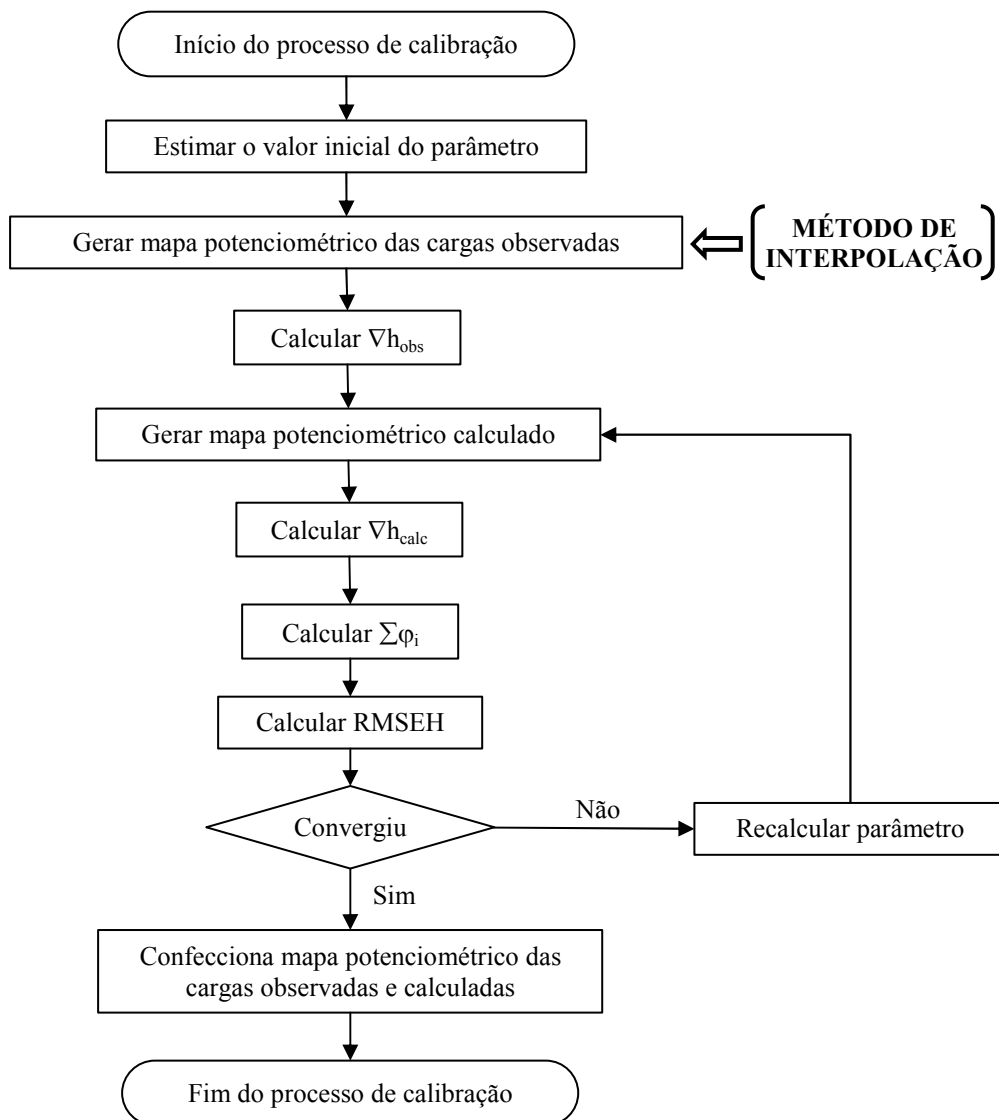 Início do processo de calibração
Estimar o valor inicial do parâmetro
Gerar mapa potenciométrico das cargas observadas
MÉTODO DE
INTERPOLAÇÃO
Calcular ∇hobs
Gerar mapa potenciométrico calculado
Calcular ∇hcalc
Calcular ∑φi
Calcular RMSEH
Convergiu
Não
Recalcular parâmetro
Sim
Confecciona mapa potenciométrico das
cargas observadas e calculadas
Fim do processo de calibração